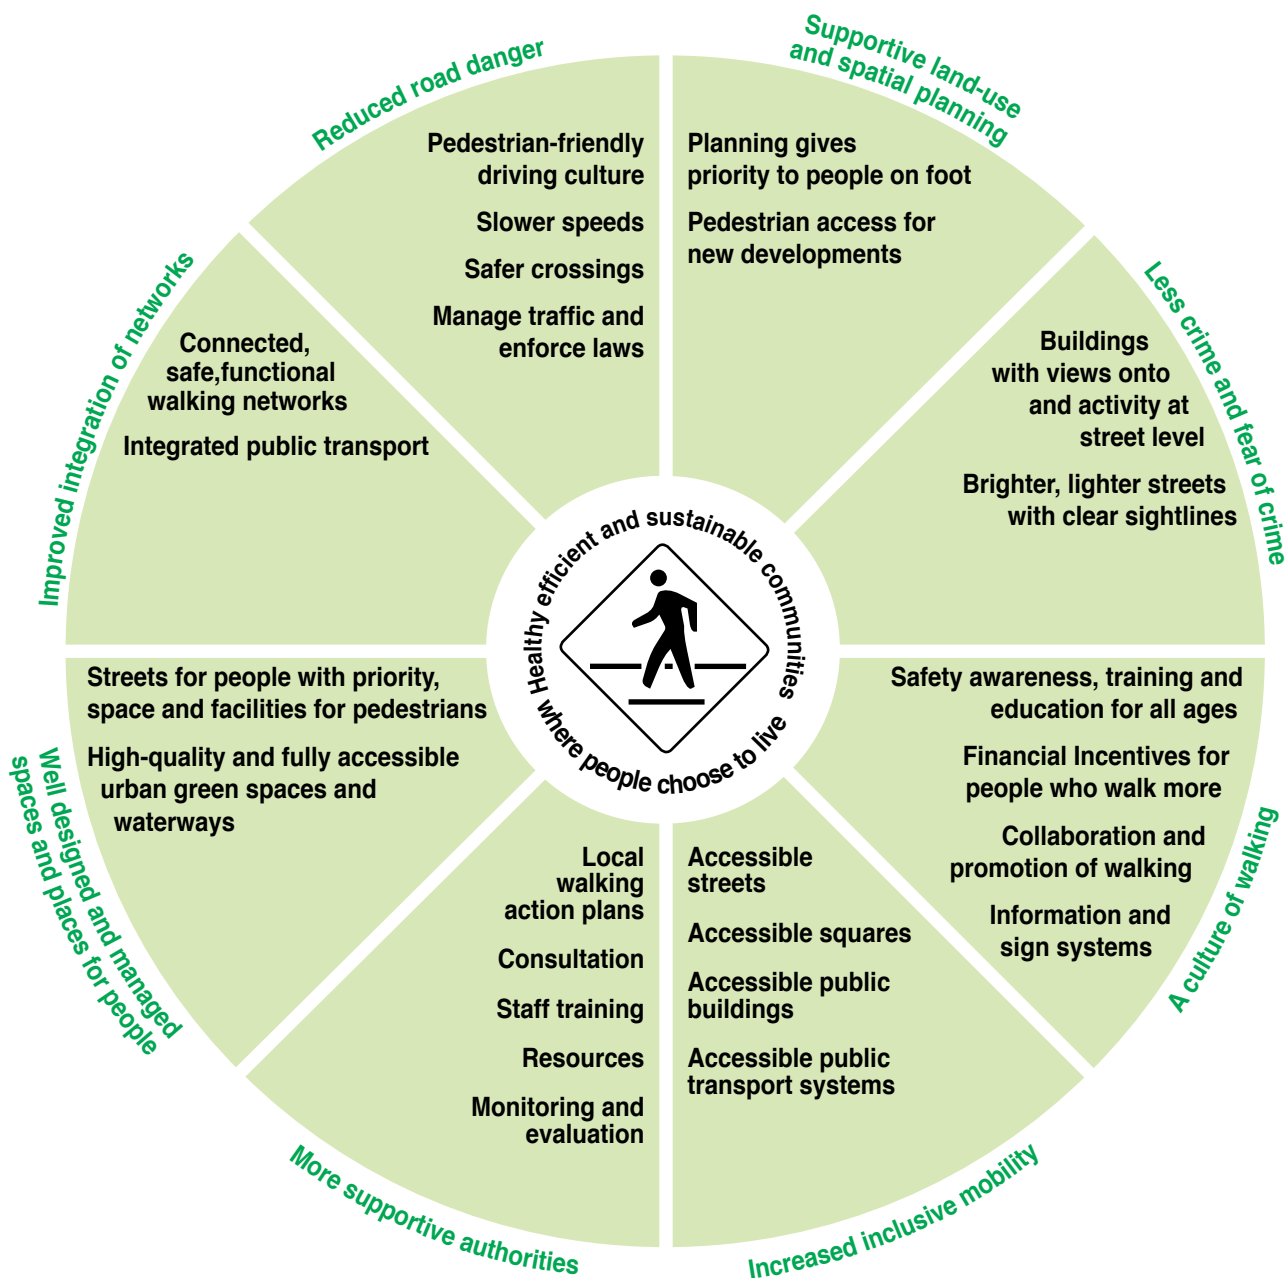 Supportive land-use
and spatial planning
Planning gives
priority to people on foot
Pedestrian access for
new developments
Less crime and fear of crime
Buildings
with views onto
and activity at
street level
Brighter, lighter streets
with clear sightlines
A culture of walking
Safety awareness, training and
education for all ages
Financial Incentives for
people who walk more
Collaboration and
promotion of walking
Information and
sign systems
Increased inclusive mobility
Accessible
streets
Accessible squares
Accessible public
buildings
Accessible public
transport systems
More supportive authorities
Local
walking
action plans
Consultation
Staff training
Resources
Monitoring and
evaluation
Well designed and managed
spaces and places for people
Streets for people with priority,
space and facilities for pedestrians
High-quality and fully accessible
urban green spaces and
waterways
Improved integration of networks
Connected,
safe,functional
walking networks
Integrated public transport
Reduced road danger
Pedestrian-friendly
driving culture
Slower speeds
Safer crossings
Manage traffic and
enforce laws
Healthy efficient and sustainable communities
where people choose to live